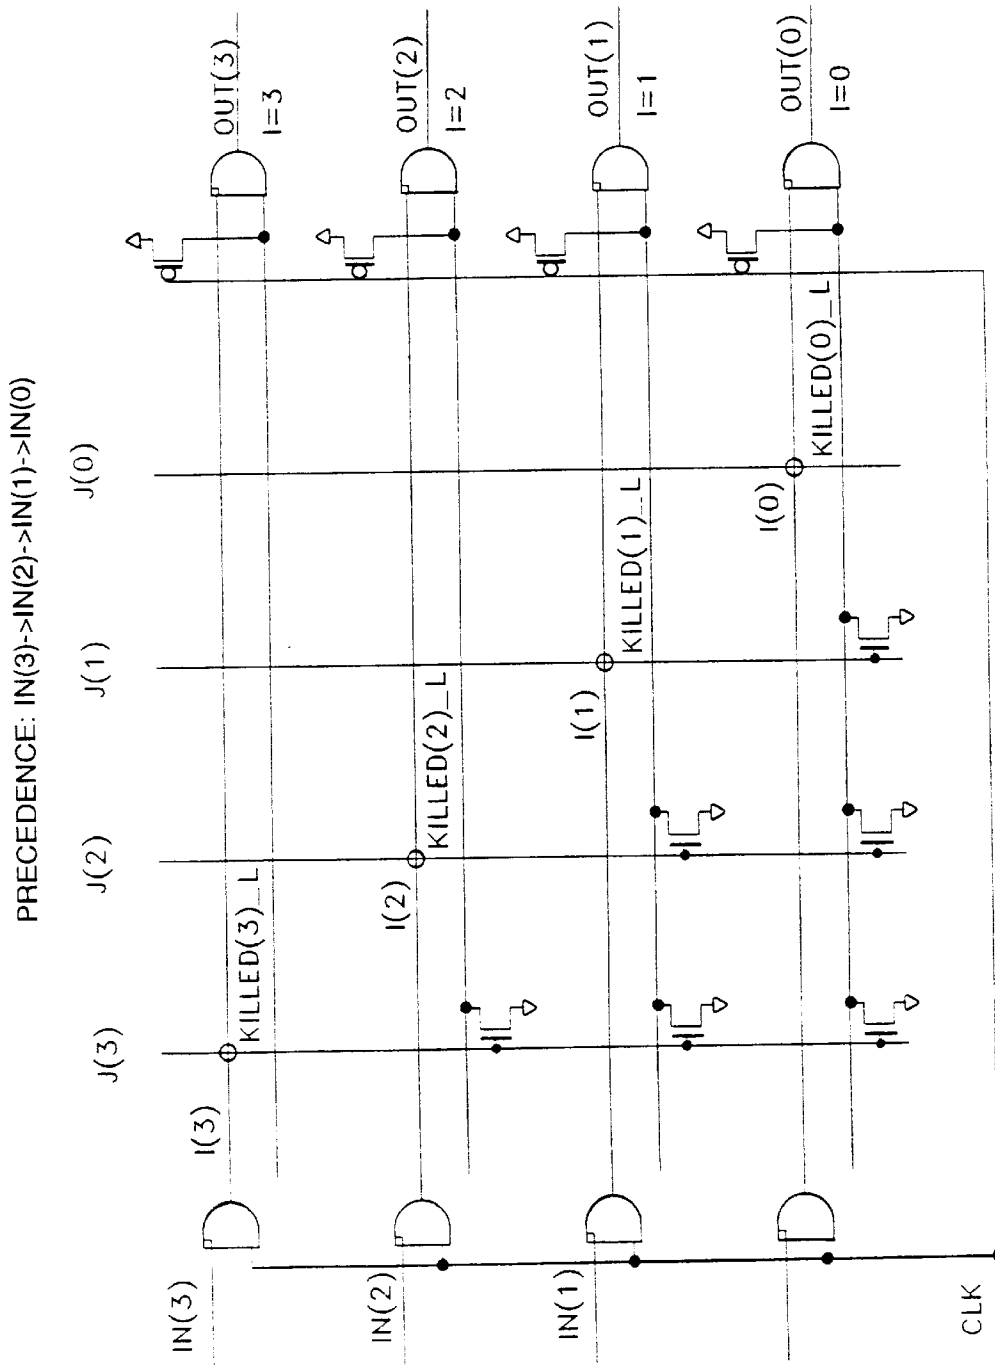 PRECEDENCE: IN(3)->IN(2)->IN(1)->IN(0)
J(3)
J(2)
J(1)
J(0)
IN(3)
I(3)
KILLED(3)_L
OUT(3)
I=3
IN(2)
I(2)
KILLED(2)_L
OUT(2)
I=2
IN(1)
I(1)
KILLED(1)_L
OUT(1)
I=1
I(0)
KILLED(0)_L
OUT(0)
I=0
CLK